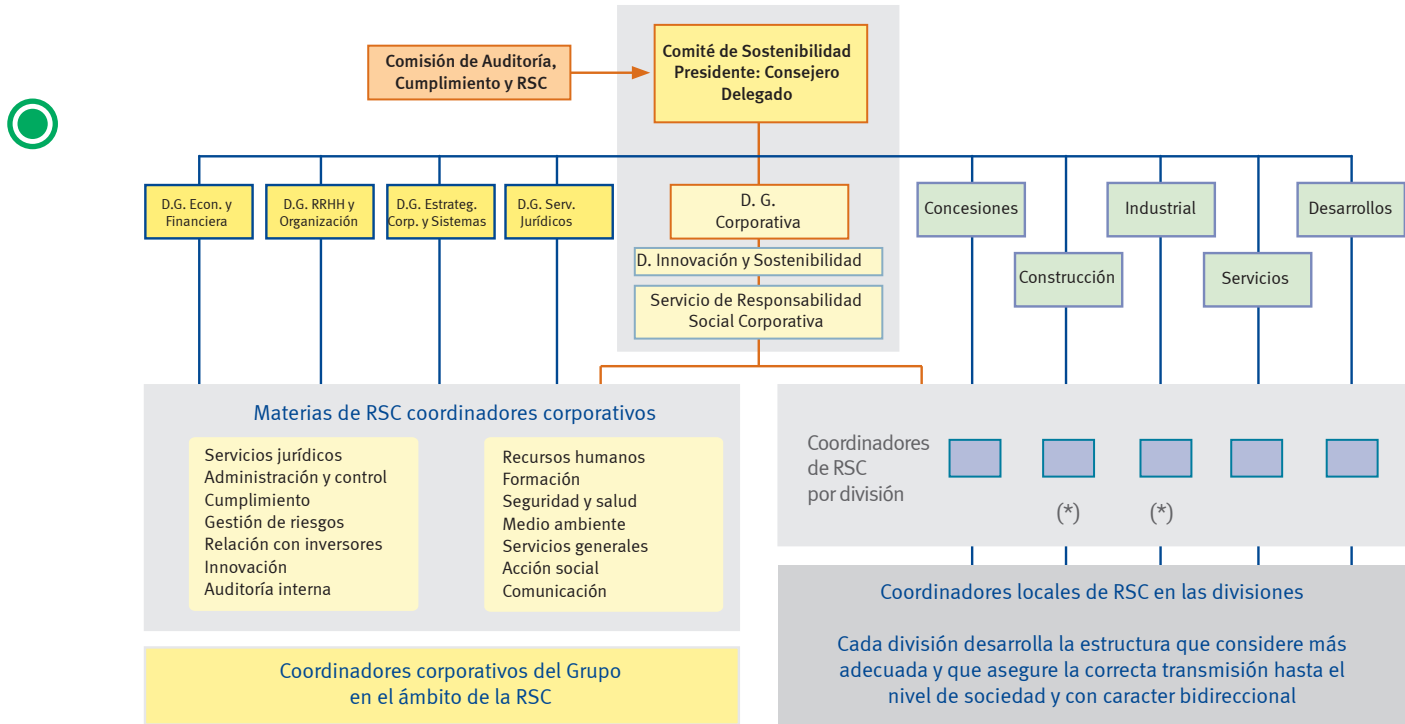 Comisión de Auditoría,
Cumplimiento y RSC
Comité de Sostenibilidad
Presidente: Consejero
Delegado
D.G. Econ. y
Financiera
D.G. RRHH y
Organización
D.G. Estrateg.
Corp. y Sistemas
D.G. Serv.
Jurídicos
D. G.
Corporativa
D. Innovación y Sostenibilidad
Servicio de Responsabilidad
Social Corporativa
Concesiones
Construcción
Industrial
Servicios
Desarrollos
Materias de RSC coordinadores corporativos
Servicios jurídicos
Administración y control
Cumplimiento
Gestión de riesgos
Relación con inversores
Innovación
Auditoría interna
Recursos humanos
Formación
Seguridad y salud
Medio ambiente
Servicios generales
Acción social
Comunicación
Coordinadores corporativos del Grupo
en el ámbito de la RSC
Coordinadores
de RSC
por división
(*)
(*)
Coordinadores locales de RSC en las divisiones
Cada división desarrolla la estructura que considere más
adecuada y que asegure la correcta transmisión hasta el
nivel de sociedad y con caracter bidireccional